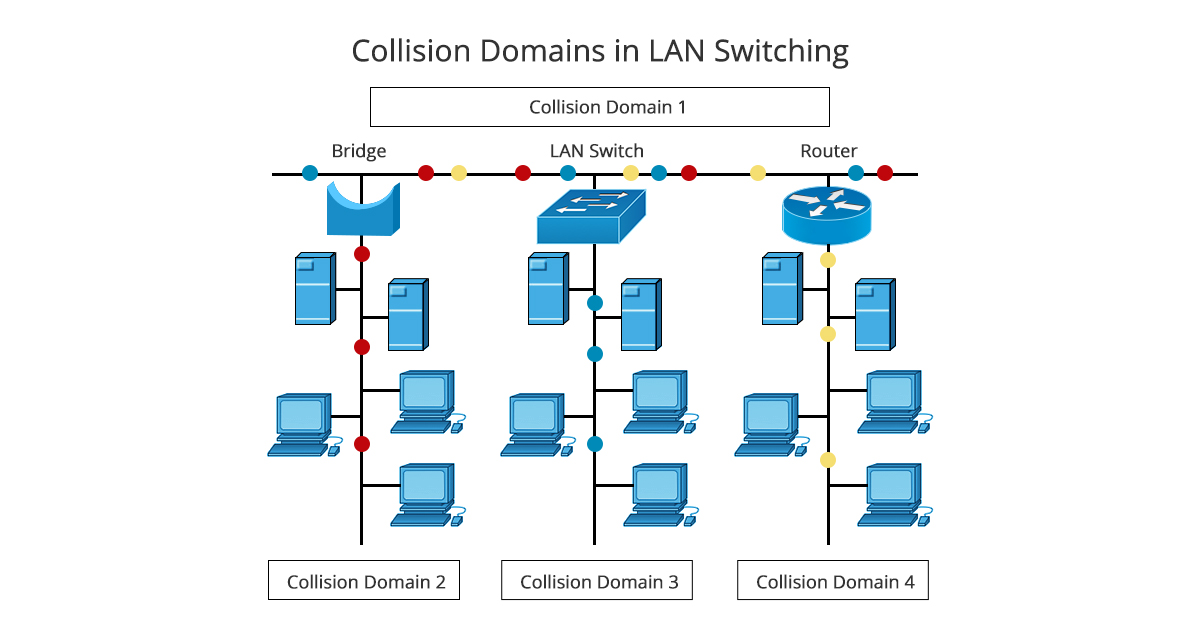 Collision Domains in LAN Switching
Collision Domain 1
Bridge
LAN Switch
Router
Collision Domain 2
Collision Domain 3
Collision Domain 4